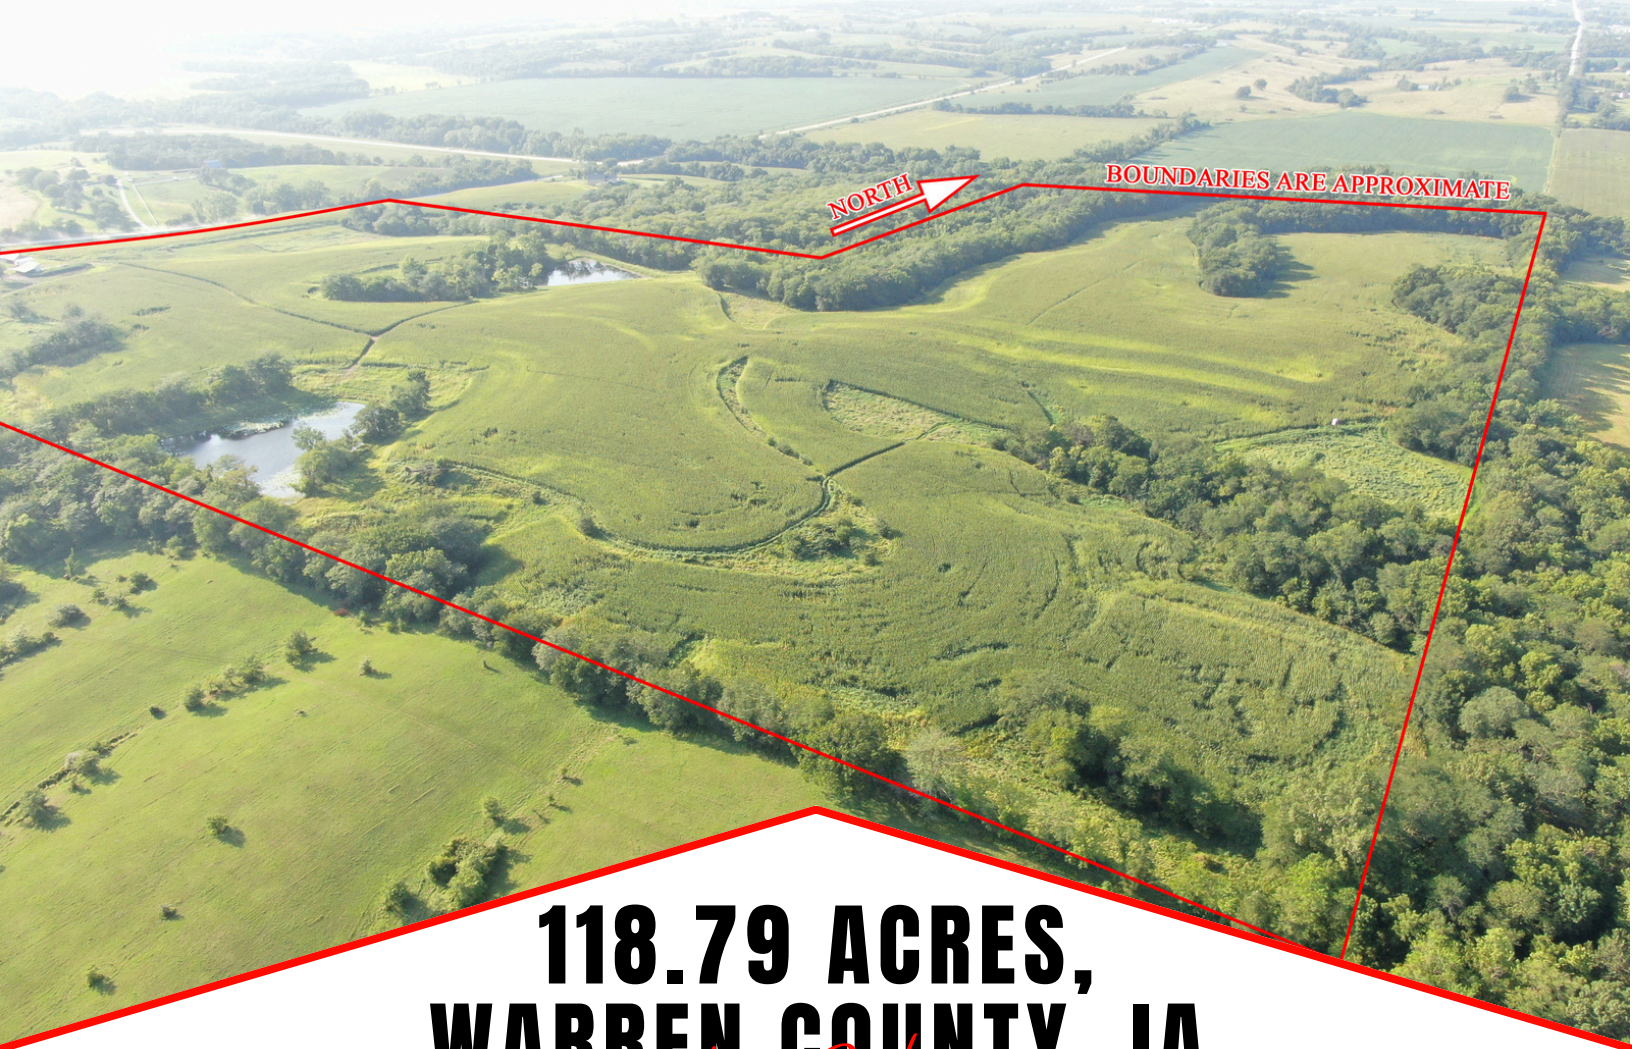 BOUNDARIES ARE APPROXIMATE
NORTH
118.79 ACRES,
WARREN COUNTY, IA